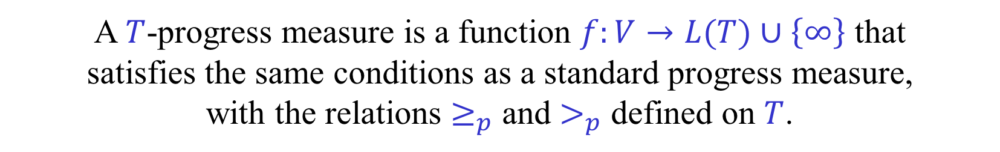 A T-progress measure is a function f: V → L(T) ∪ {∞} that
satisfies the same conditions as a standard progress measure,
with the relations ≥ₚ and >ₚ defined on T.